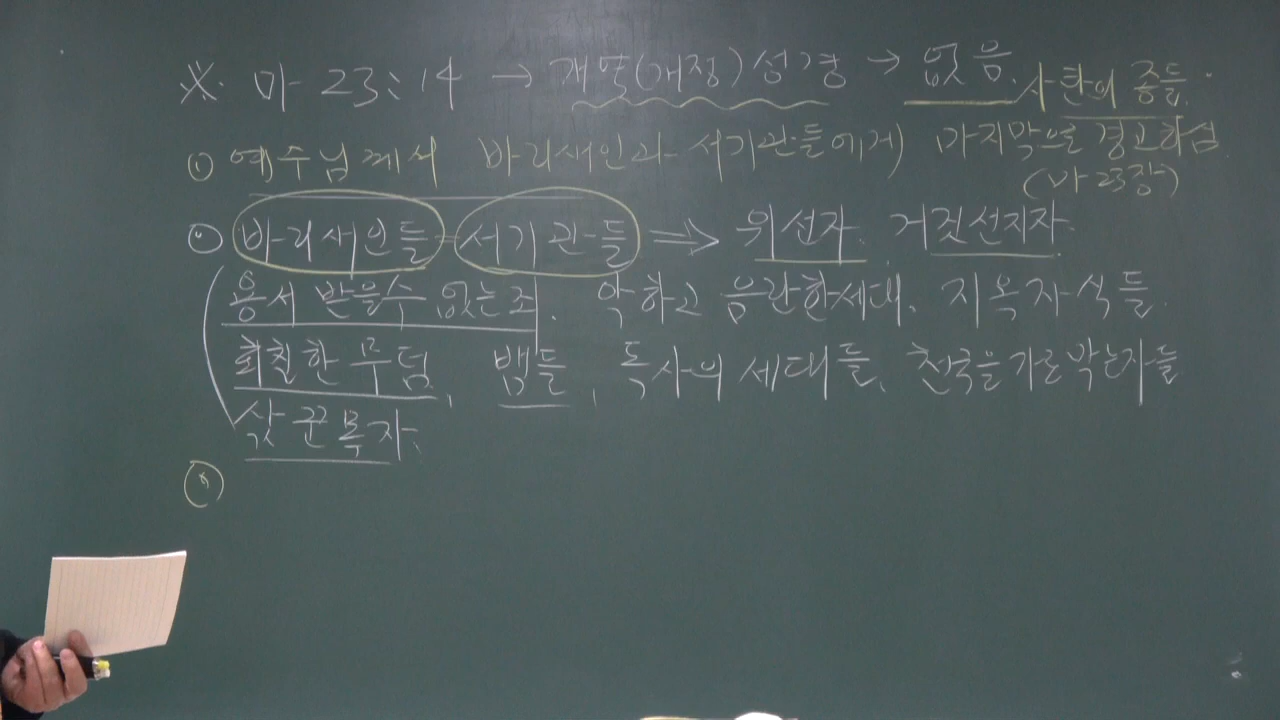 ※. 마 23:14 → 개역(개정)성경 → 없음. 사탄의 종들.
① 예수님께서 바리새인과 서기관들에게) 마지막으로 경고하심
(마 23장)
바리새인들 서기관들 ⇒ 위선자. 거짓선지자.
용서 받을수 없는죄. 악하고 음란한세대. 지옥자식들.
회칠한 무덤, 뱀들, 독사의 세대들, 천국을 가로막는자들
삯꾼목자.